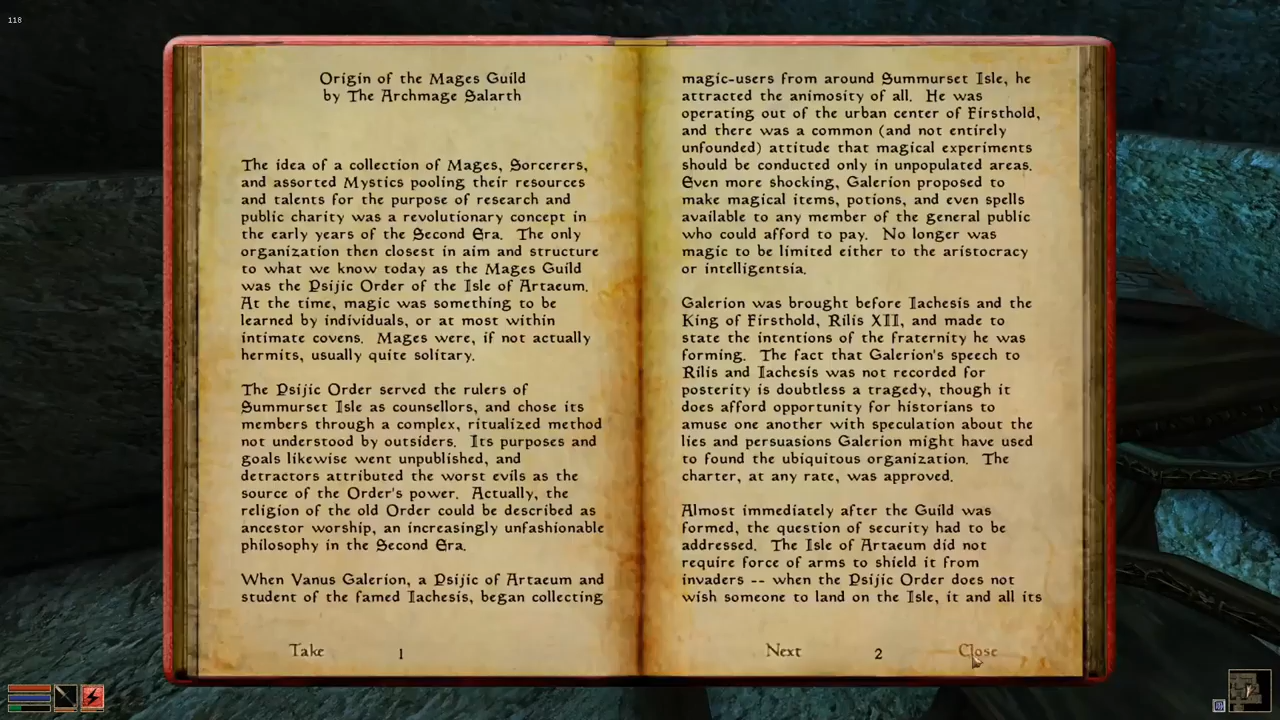 118
Origin of the Mages Guild
by The Archmage Salarth
The idea of a collection of Mages, Sorcerers,
and assorted Mystics pooling their resources
and talents for the purpose of research and
public charity was a revolutionary concept in
the early years of the Second Era. The only
organization then closest in aim and structure
to what we know today as the Mages Guild
was the Psijic Order of the Isle of Artaeum.
At the time, magic was something to be
learned by individuals, or at most within
intimate covens. Mages were, if not actually
hermits, usually quite solitary.
The Psijic Order served the rulers of
Summurset Isle as counsellors, and chose its
members through a complex, ritualized method
not understood by outsiders. Its purposes and
goals likewise went unpublished, and
detractors attributed the worst evils as the
source of the Order's power. Actually, the
religion of the old Order could be described as
ancestor worship, an increasingly unfashionable
philosophy in the Second Era.
When Vanus Galerion, a Psijic of Artaeum and
student of the famed Iachesis, began collecting
magic-users from around Summurset Isle, he
attracted the animosity of all. He was
operating out of the urban center of Firsthold,
and there was a common (and not entirely
unfounded) attitude that magical experiments
should be conducted only in unpopulated areas.
Even more shocking, Galerion proposed to
make magical items, potions, and even spells
available to any member of the general public
who could afford to pay. No longer was
magic to be limited either to the aristocracy
or intelligentsia.
Galerion was brought before Iachesis and the
King of Firsthold, Rilis XII, and made to
state the intentions of the fraternity he was
forming. The fact that Galerion's speech to
Rilis and Iachesis was not recorded for
posterity is doubtless a tragedy, though it
does afford opportunity for historians to
amuse one another with speculation about the
lies and persuasions Galerion might have used
to found the ubiquitous organization. The
charter, at any rate, was approved.
Almost immediately after the Guild was
formed, the question of security had to be
addressed. The Isle of Artaeum did not
require force of arms to shield it from
invaders -- when the Psijic Order does not
wish someone to land on the Isle, it and all its
Take 1 Next 2 Close